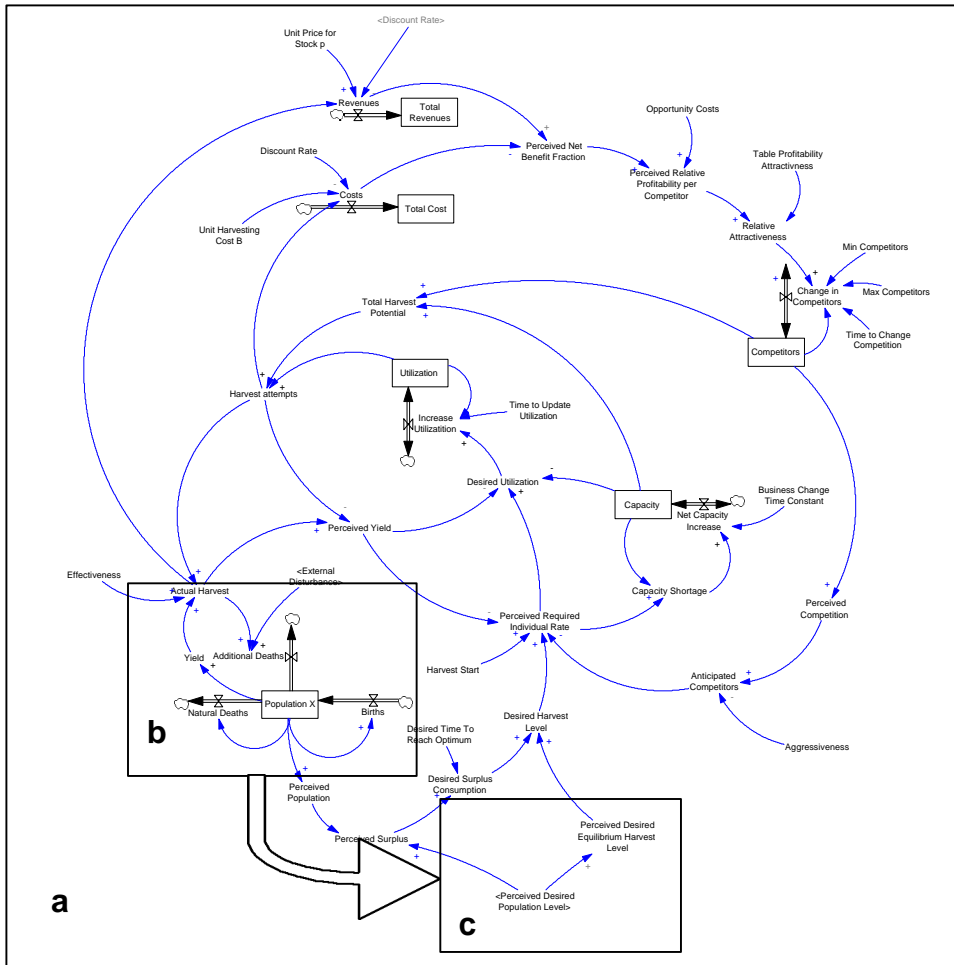 <Discount Rate>
Unit Price for
Stock p
+
+
Revenues
Total
Revenues
Opportunity Costs
+
Perceived Net
Benefit Fraction
-
Discount Rate
Table Profitability
Attractivness
+
+
Perceived Relative
Profitability per
Competitor
-
-
Costs
+
Total Cost
Unit Harvesting
Cost B
+
+
Relative
Attractiveness
Min Competitors
+
+
Change in
Competitors
Max Competitors
Time to Change
Competition
Total Harvest
Potential
+
+
Competitors
Utilization
+
+
Harvest attempts
Time to Update
Utilization
Increase
Utilizatition
+
Desired Utilization
-
-
+
Capacity
Business Change
Time Constant
Net Capacity
Increase
+
-
Perceived Yield
+
Effectiveness
+
+
+
Actual Harvest
<External
Disturbance>
Capacity Shortage
-
+
Perceived
Competition
+
Perceived Required
Individual Rate
-
+
+
-
+
+
Yield
+
Additional Deaths
Harvest Start
Anticipated
Competitors
+
-
Natural Deaths
Population X
Births
+
+
b
Desired Time To
Reach Optimum
Desired Harvest
Level
+
+
Aggressiveness
+
Perceived
Population
Desired Surplus
Consumption
+
+
Perceived Surplus
+
Perceived Desired
Equilibrium Harvest
Level
+
<Perceived Desired
Population Level>
a
c